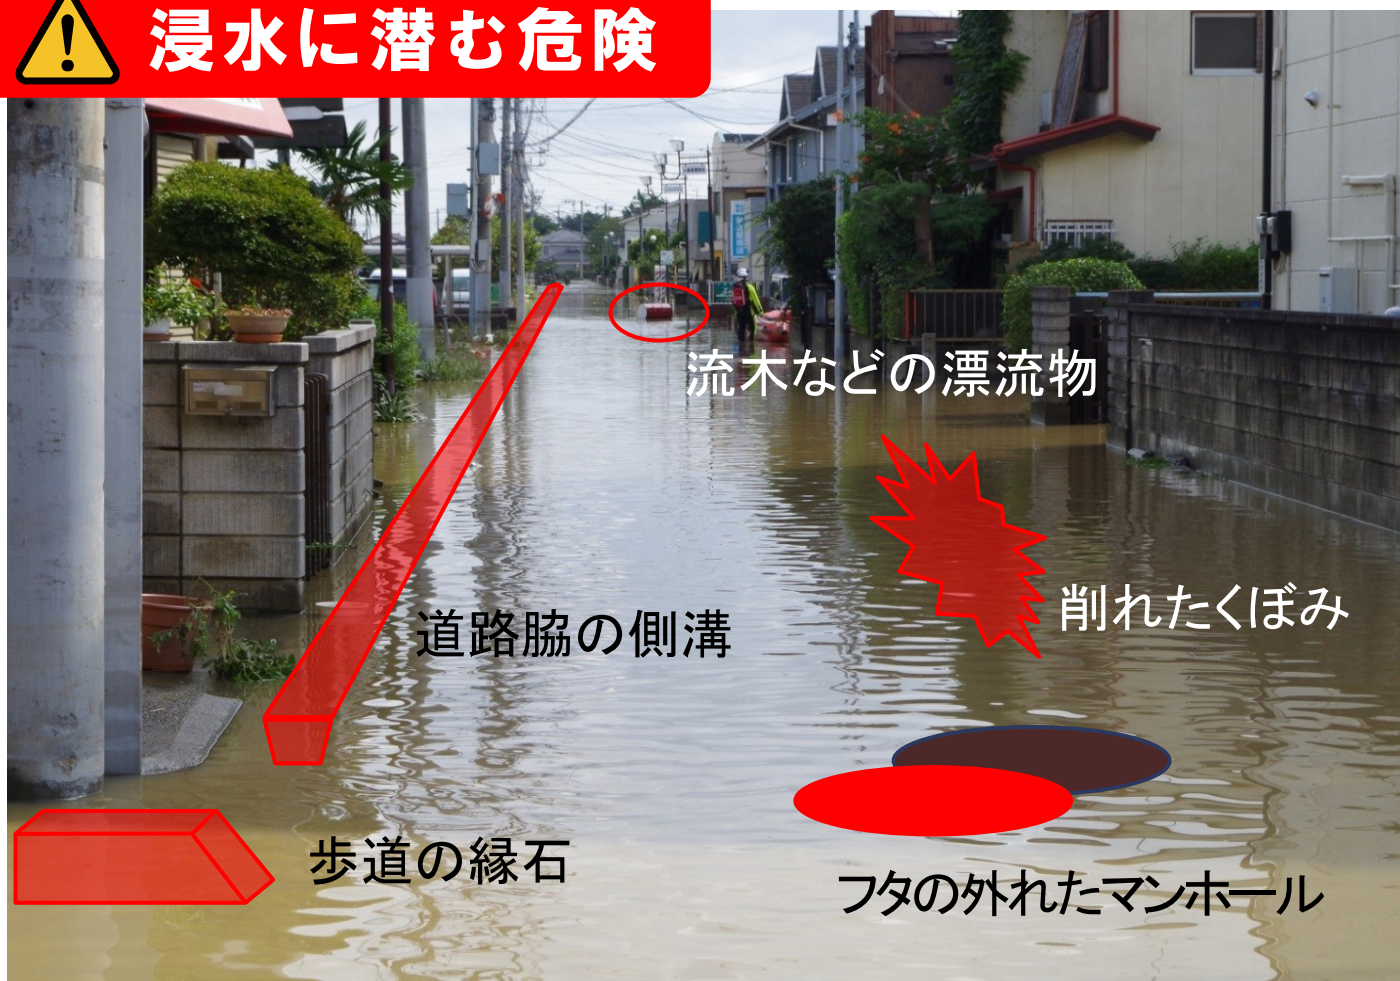 浸水に潜む危険
流木などの漂流物
削れたくぼみ
道路脇の側溝
歩道の縁石
フタの外れたマンホール